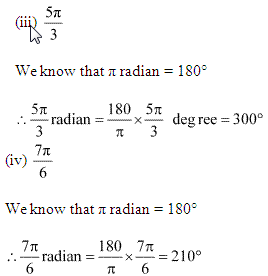 (iii) 5π/3
We know that π radian = 180°
∴ 5π/3 radian = 180/π × 5π/3 deg ree = 300°
(iv) 7π/6
We know that π radian = 180°
∴ 7π/6 radian = 180/π × 7π/6 = 210°